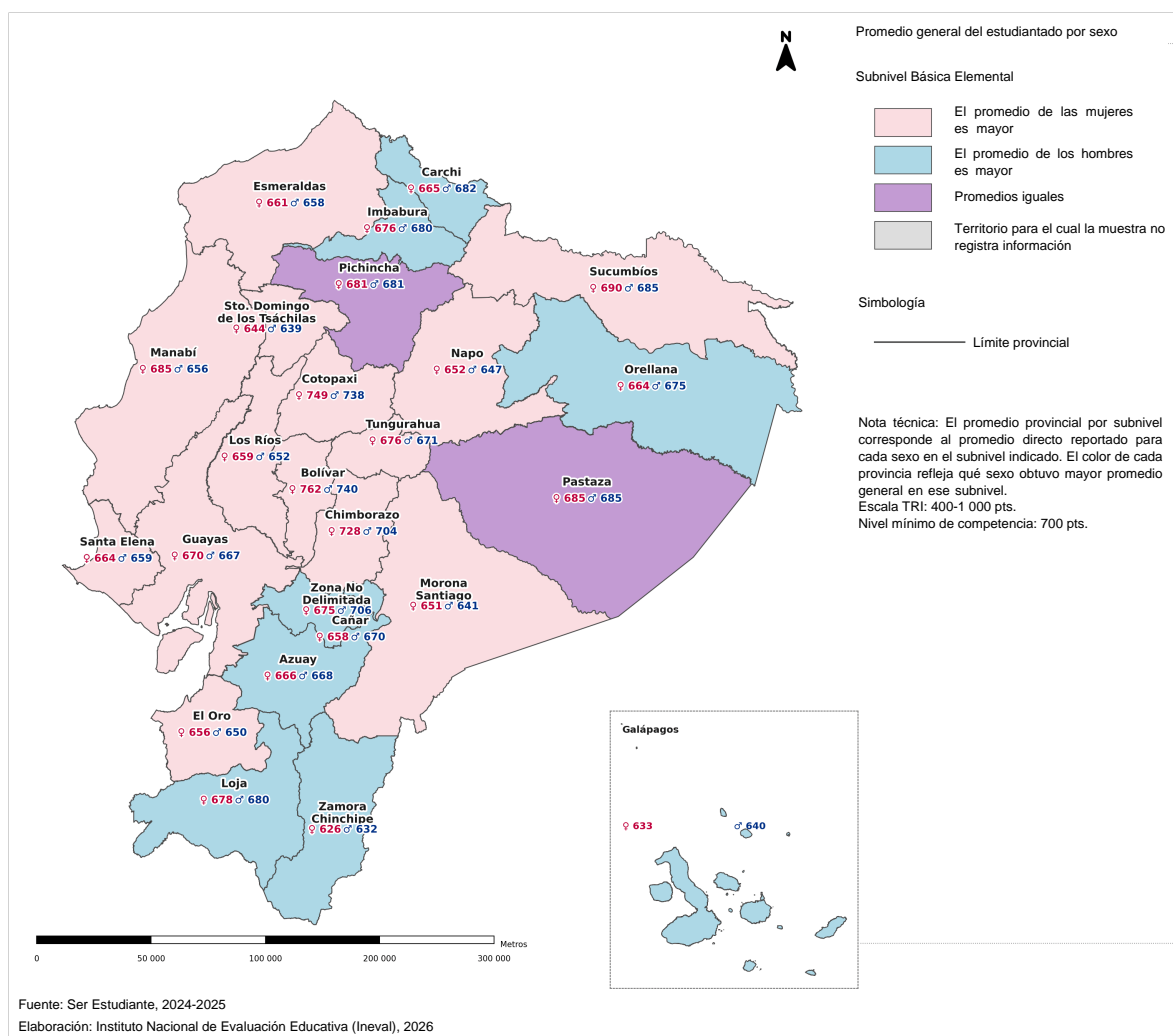 N
Promedio general del estudiantado por sexo
Subnivel Básica Elemental
El promedio de las mujeres
es mayor
El promedio de los hombres
es mayor
Promedios iguales
Territorio para el cual la muestra no
registra información
Simbología
Límite provincial
Nota técnica: El promedio provincial por subnivel
corresponde al promedio directo reportado para
cada sexo en el subnivel indicado. El color de cada
provincia refleja qué sexo obtuvo mayor promedio
general en ese subnivel.
Escala TRI: 400-1 000 pts.
Nivel mínimo de competencia: 700 pts.
Carchi
♀ 665 ♂ 682
Esmeraldas
♀ 661 ♂ 658
Imbabura
♀ 676 ♂ 680
Pichincha
♀ 681 ♂ 681
Sucumbíos
♀ 690 ♂ 685
Sto. Domingo
de los Tsáchilas
♀ 644 ♂ 639
Manabí
♀ 685 ♂ 656
Napo
♀ 652 ♂ 647
Orellana
♀ 664 ♂ 675
Cotopaxi
♀ 749 ♂ 738
Tungurahua
♀ 676 ♂ 671
Los Ríos
♀ 659 ♂ 652
Bolívar
♀ 762 ♂ 740
Pastaza
♀ 685 ♂ 685
Chimborazo
♀ 728 ♂ 704
Santa Elena
♀ 664 ♂ 659
Guayas
♀ 670 ♂ 667
Zona No
Delimitada
♀ 675 ♂ 706
Morona
Santiago
♀ 651 ♂ 641
Cañar
♀ 658 ♂ 670
Azuay
♀ 666 ♂ 668
El Oro
♀ 656 ♂ 650
Loja
♀ 678 ♂ 680
Zamora
Chinchipe
♀ 626 ♂ 632
Galápagos
♀ 633 ♂ 640
Metros
0 50 000 100 000 200 000 300 000
Fuente: Ser Estudiante, 2024-2025
Elaboración: Instituto Nacional de Evaluación Educativa (Ineval), 2026